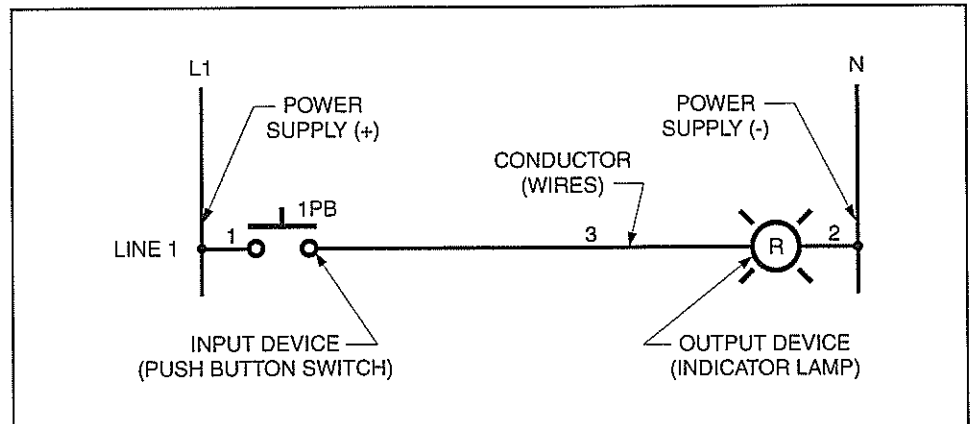 L1
N
POWER
SUPPLY (+)
POWER
SUPPLY (-)
CONDUCTOR
(WIRES)
1PB
LINE 1
1
3
R
2
INPUT DEVICE
(PUSH BUTTON SWITCH)
OUTPUT DEVICE
(INDICATOR LAMP)